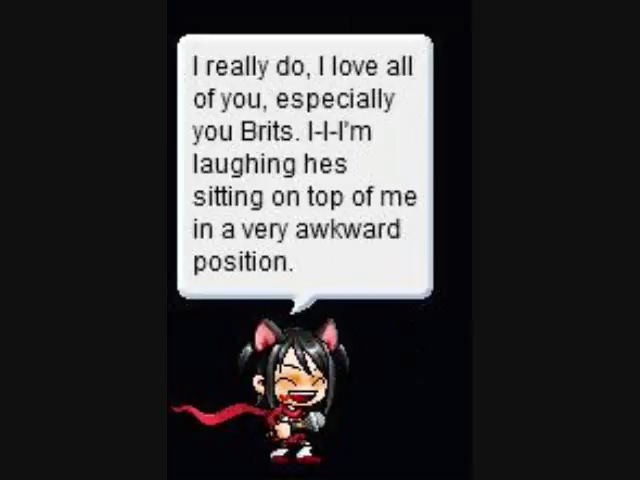 I really do, I love all
of you, especially
you Brits. I-I-I'm
laughing hes
sitting on top of me
in a very awkward
position.